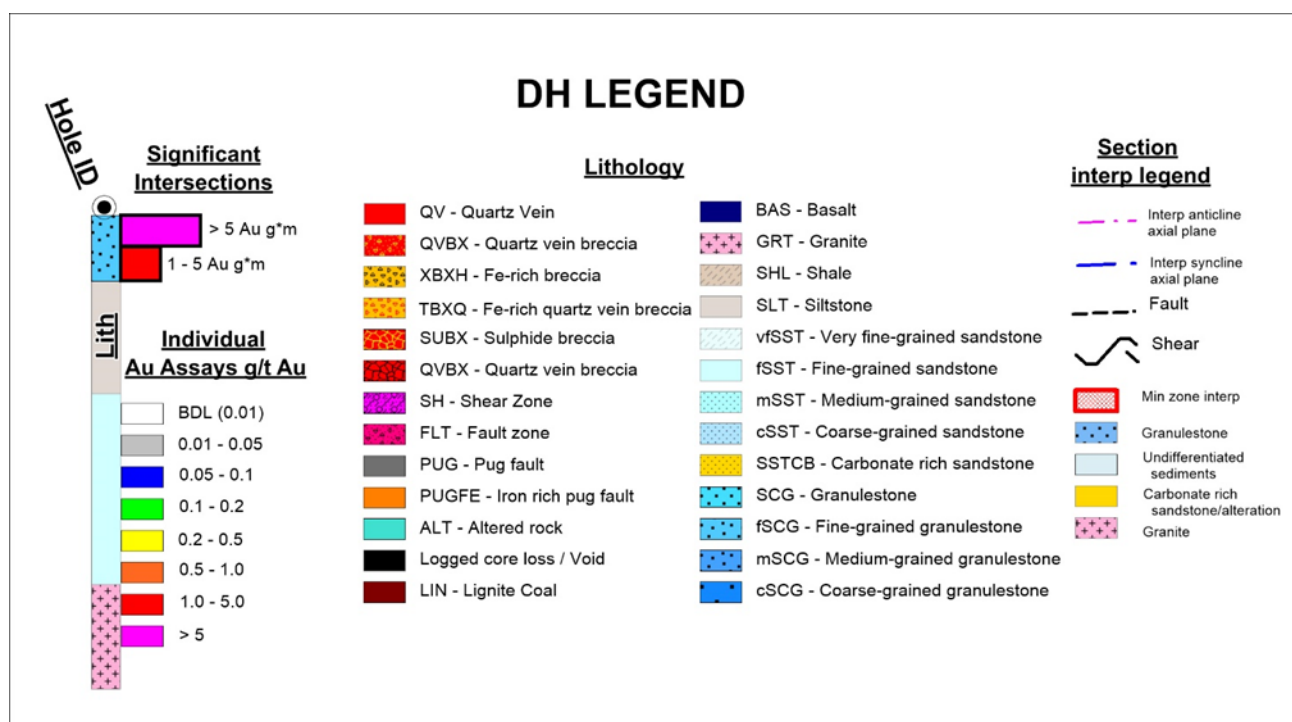 DH LEGEND
Hole ID
Significant
Intersections
> 5 Au g*m
1 - 5 Au g*m
Lith
Individual
Au Assays g/t Au
BDL (0.01)
0.01 - 0.05
0.05 - 0.1
0.1 - 0.2
0.2 - 0.5
0.5 - 1.0
1.0 - 5.0
> 5
Lithology
QV - Quartz Vein
QVBX - Quartz vein breccia
XBXH - Fe-rich breccia
TBXQ - Fe-rich quartz vein breccia
SUBX - Sulphide breccia
QVBX - Quartz vein breccia
SH - Shear Zone
FLT - Fault zone
PUG - Pug fault
PUGFE - Iron rich pug fault
ALT - Altered rock
Logged core loss / Void
LIN - Lignite Coal
BAS - Basalt
GRT - Granite
SHL - Shale
SLT - Siltstone
vfSST - Very fine-grained sandstone
fSST - Fine-grained sandstone
mSST - Medium-grained sandstone
cSST - Coarse-grained sandstone
SSTCB - Carbonate rich sandstone
SCG - Granulestone
fSCG - Fine-grained granulestone
mSCG - Medium-grained granulestone
cSCG - Coarse-grained granulestone
Section
interp legend
Interp anticline
axial plane
Interp syncline
axial plane
Fault
Shear
Min zone interp
Granulestone
Undifferentiated
sediments
Carbonate rich
sandstone/alteration
Granite